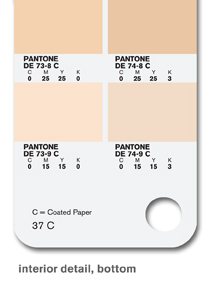 PANTONE PANTONE
DE 73-8 C DE 74-8 C
C M Y K C M Y K
0 25 25 0 0 25 25 3
PANTONE PANTONE
DE 73-9 C DE 74-9 C
C M Y K C M Y K
0 15 15 0 0 15 15 3
C = Coated Paper
37 C
interior detail, bottom